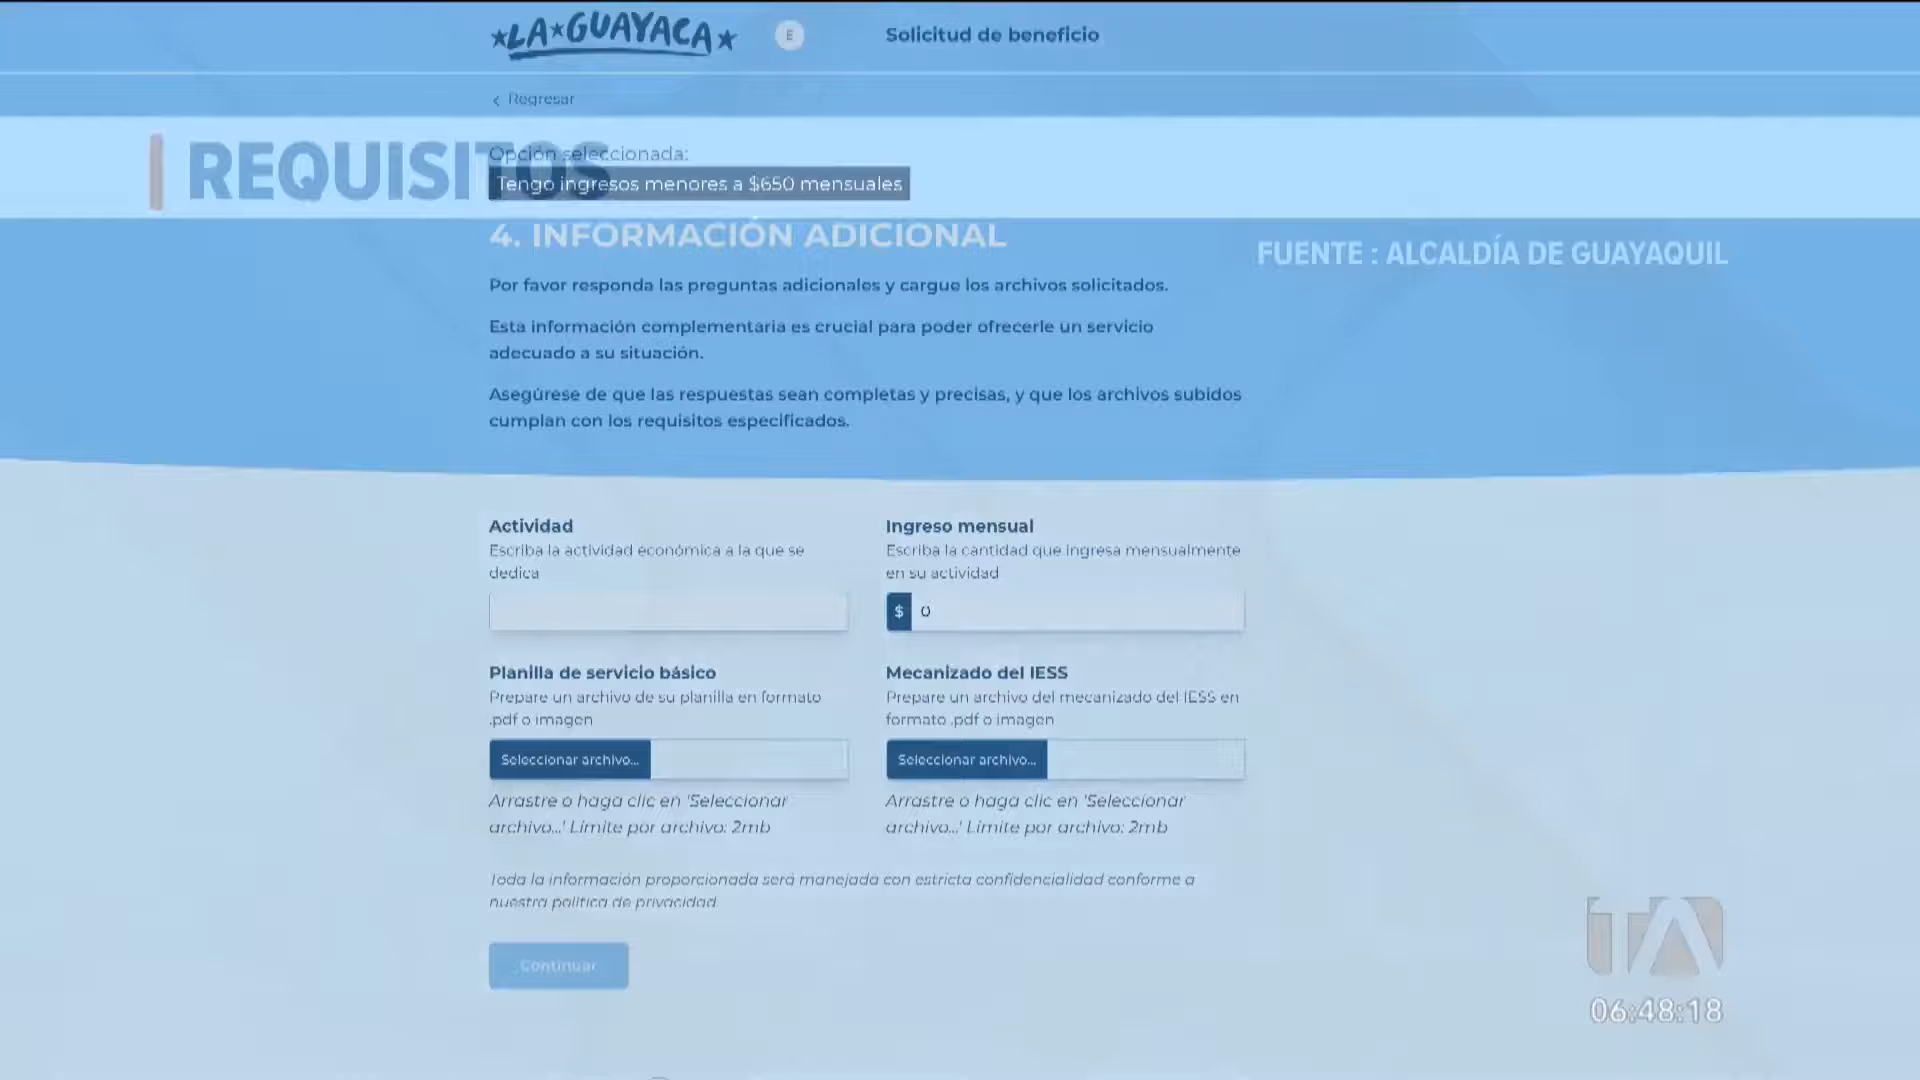 ★LA★GUAYACA★
E
Solicitud de beneficio
‹ Regresar
REQUISITOS
Opción seleccionada:
Tengo ingresos menores a $650 mensuales
4. INFORMACIÓN ADICIONAL
FUENTE : ALCALDÍA DE GUAYAQUIL
Por favor responda las preguntas adicionales y cargue los archivos solicitados.
Esta información complementaria es crucial para poder ofrecerle un servicio
adecuado a su situación.
Asegúrese de que las respuestas sean completas y precisas, y que los archivos subidos
cumplan con los requisitos especificados.
Actividad
Escriba la actividad económica a la que se
dedica
Ingreso mensual
Escriba la cantidad que ingresa mensualmente
en su actividad
$ 0
Planilla de servicio básico
Prepare un archivo de su planilla en formato
.pdf o imagen
Seleccionar archivo...
Arrastre o haga clic en 'Seleccionar
archivo...' Límite por archivo: 2mb
Mecanizado del IESS
Prepare un archivo del mecanizado del IESS en
formato .pdf o imagen
Seleccionar archivo...
Arrastre o haga clic en 'Seleccionar
archivo...' Límite por archivo: 2mb
Toda la información proporcionada será manejada con estricta confidencialidad conforme a
nuestra política de privacidad
Continuar
TA
06:48:18